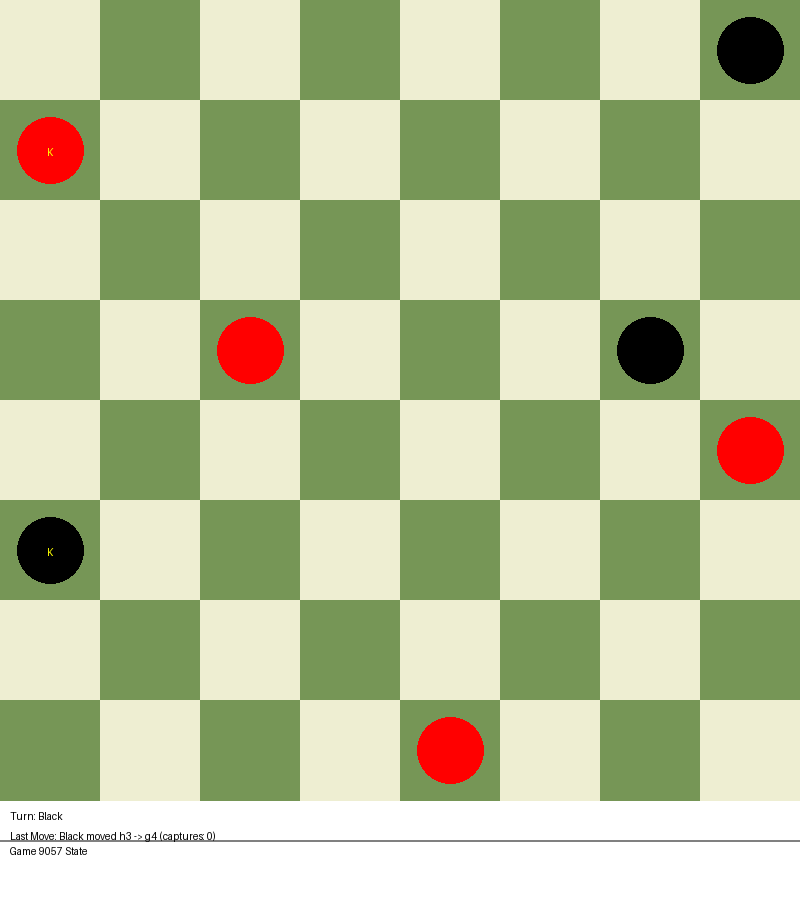 K
K
Turn: Black
Last Move: Black moved h3 -> g4 (captures: 0)
Game 9057 State